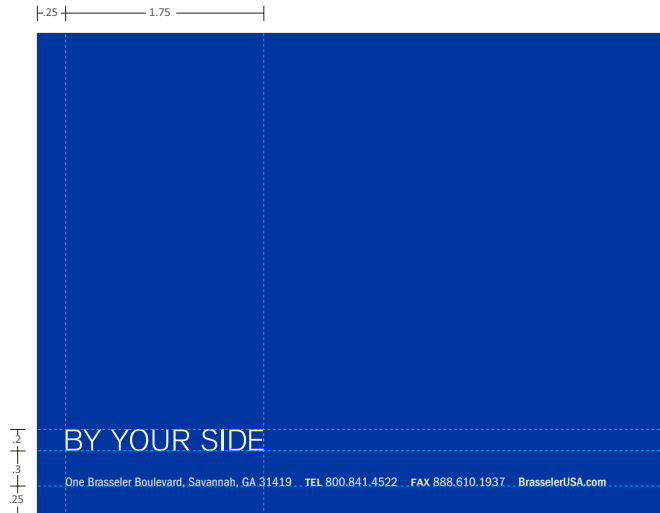 .25 1.75
.2
BY YOUR SIDE
.3
One Brasseler Boulevard, Savannah, GA 31419 TEL 800.841.4522 FAX 888.610.1937 BrasselerUSA.com
.25